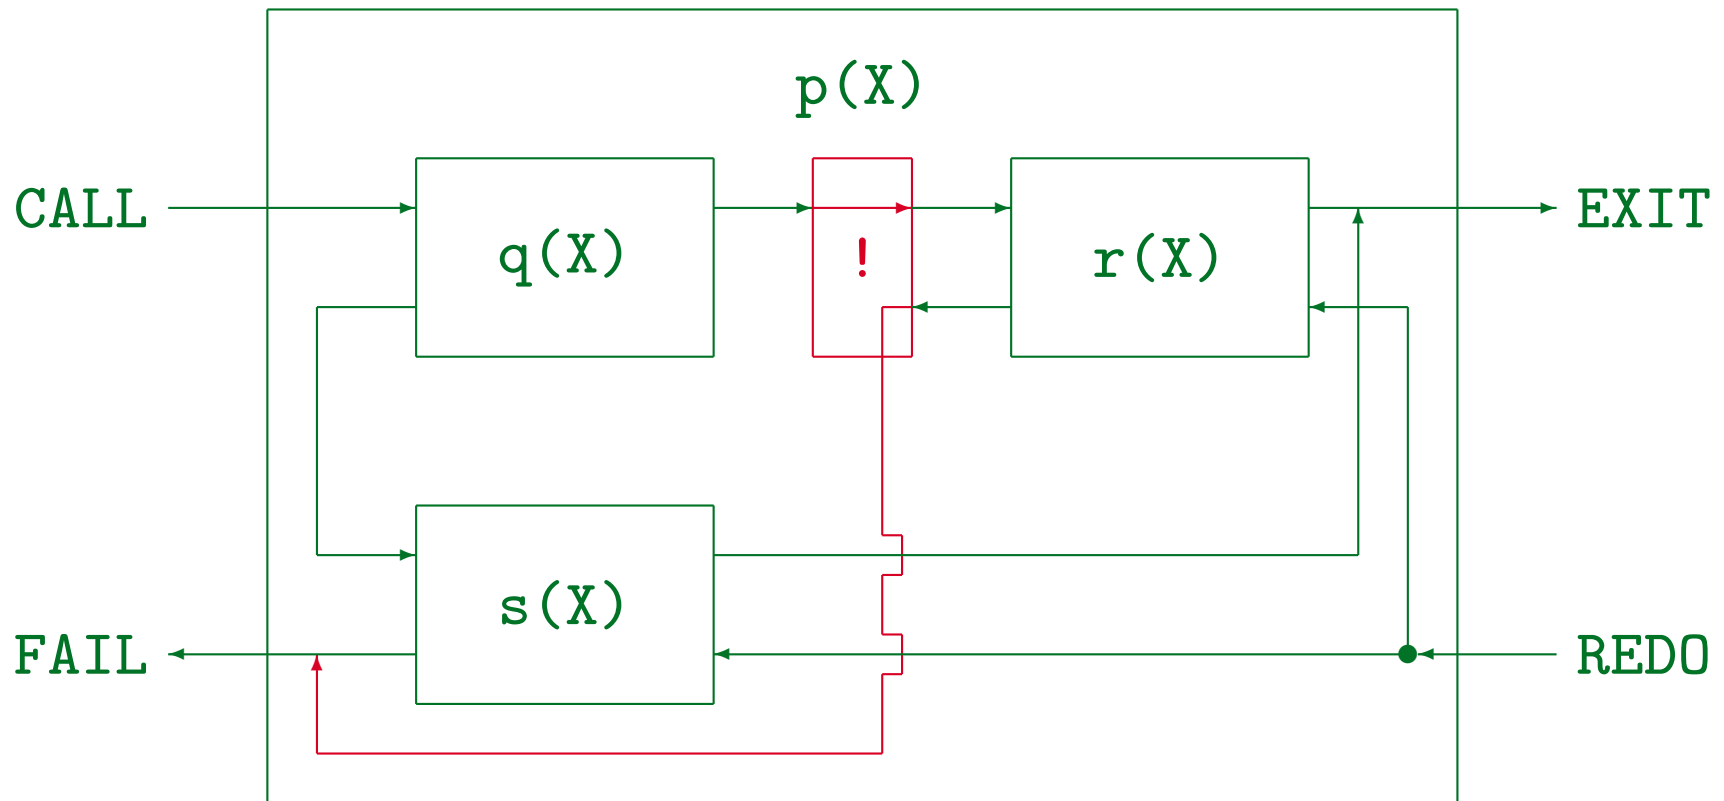 p(X)
CALL
q(X)
!
r(X)
EXIT
s(X)
FAIL
REDO